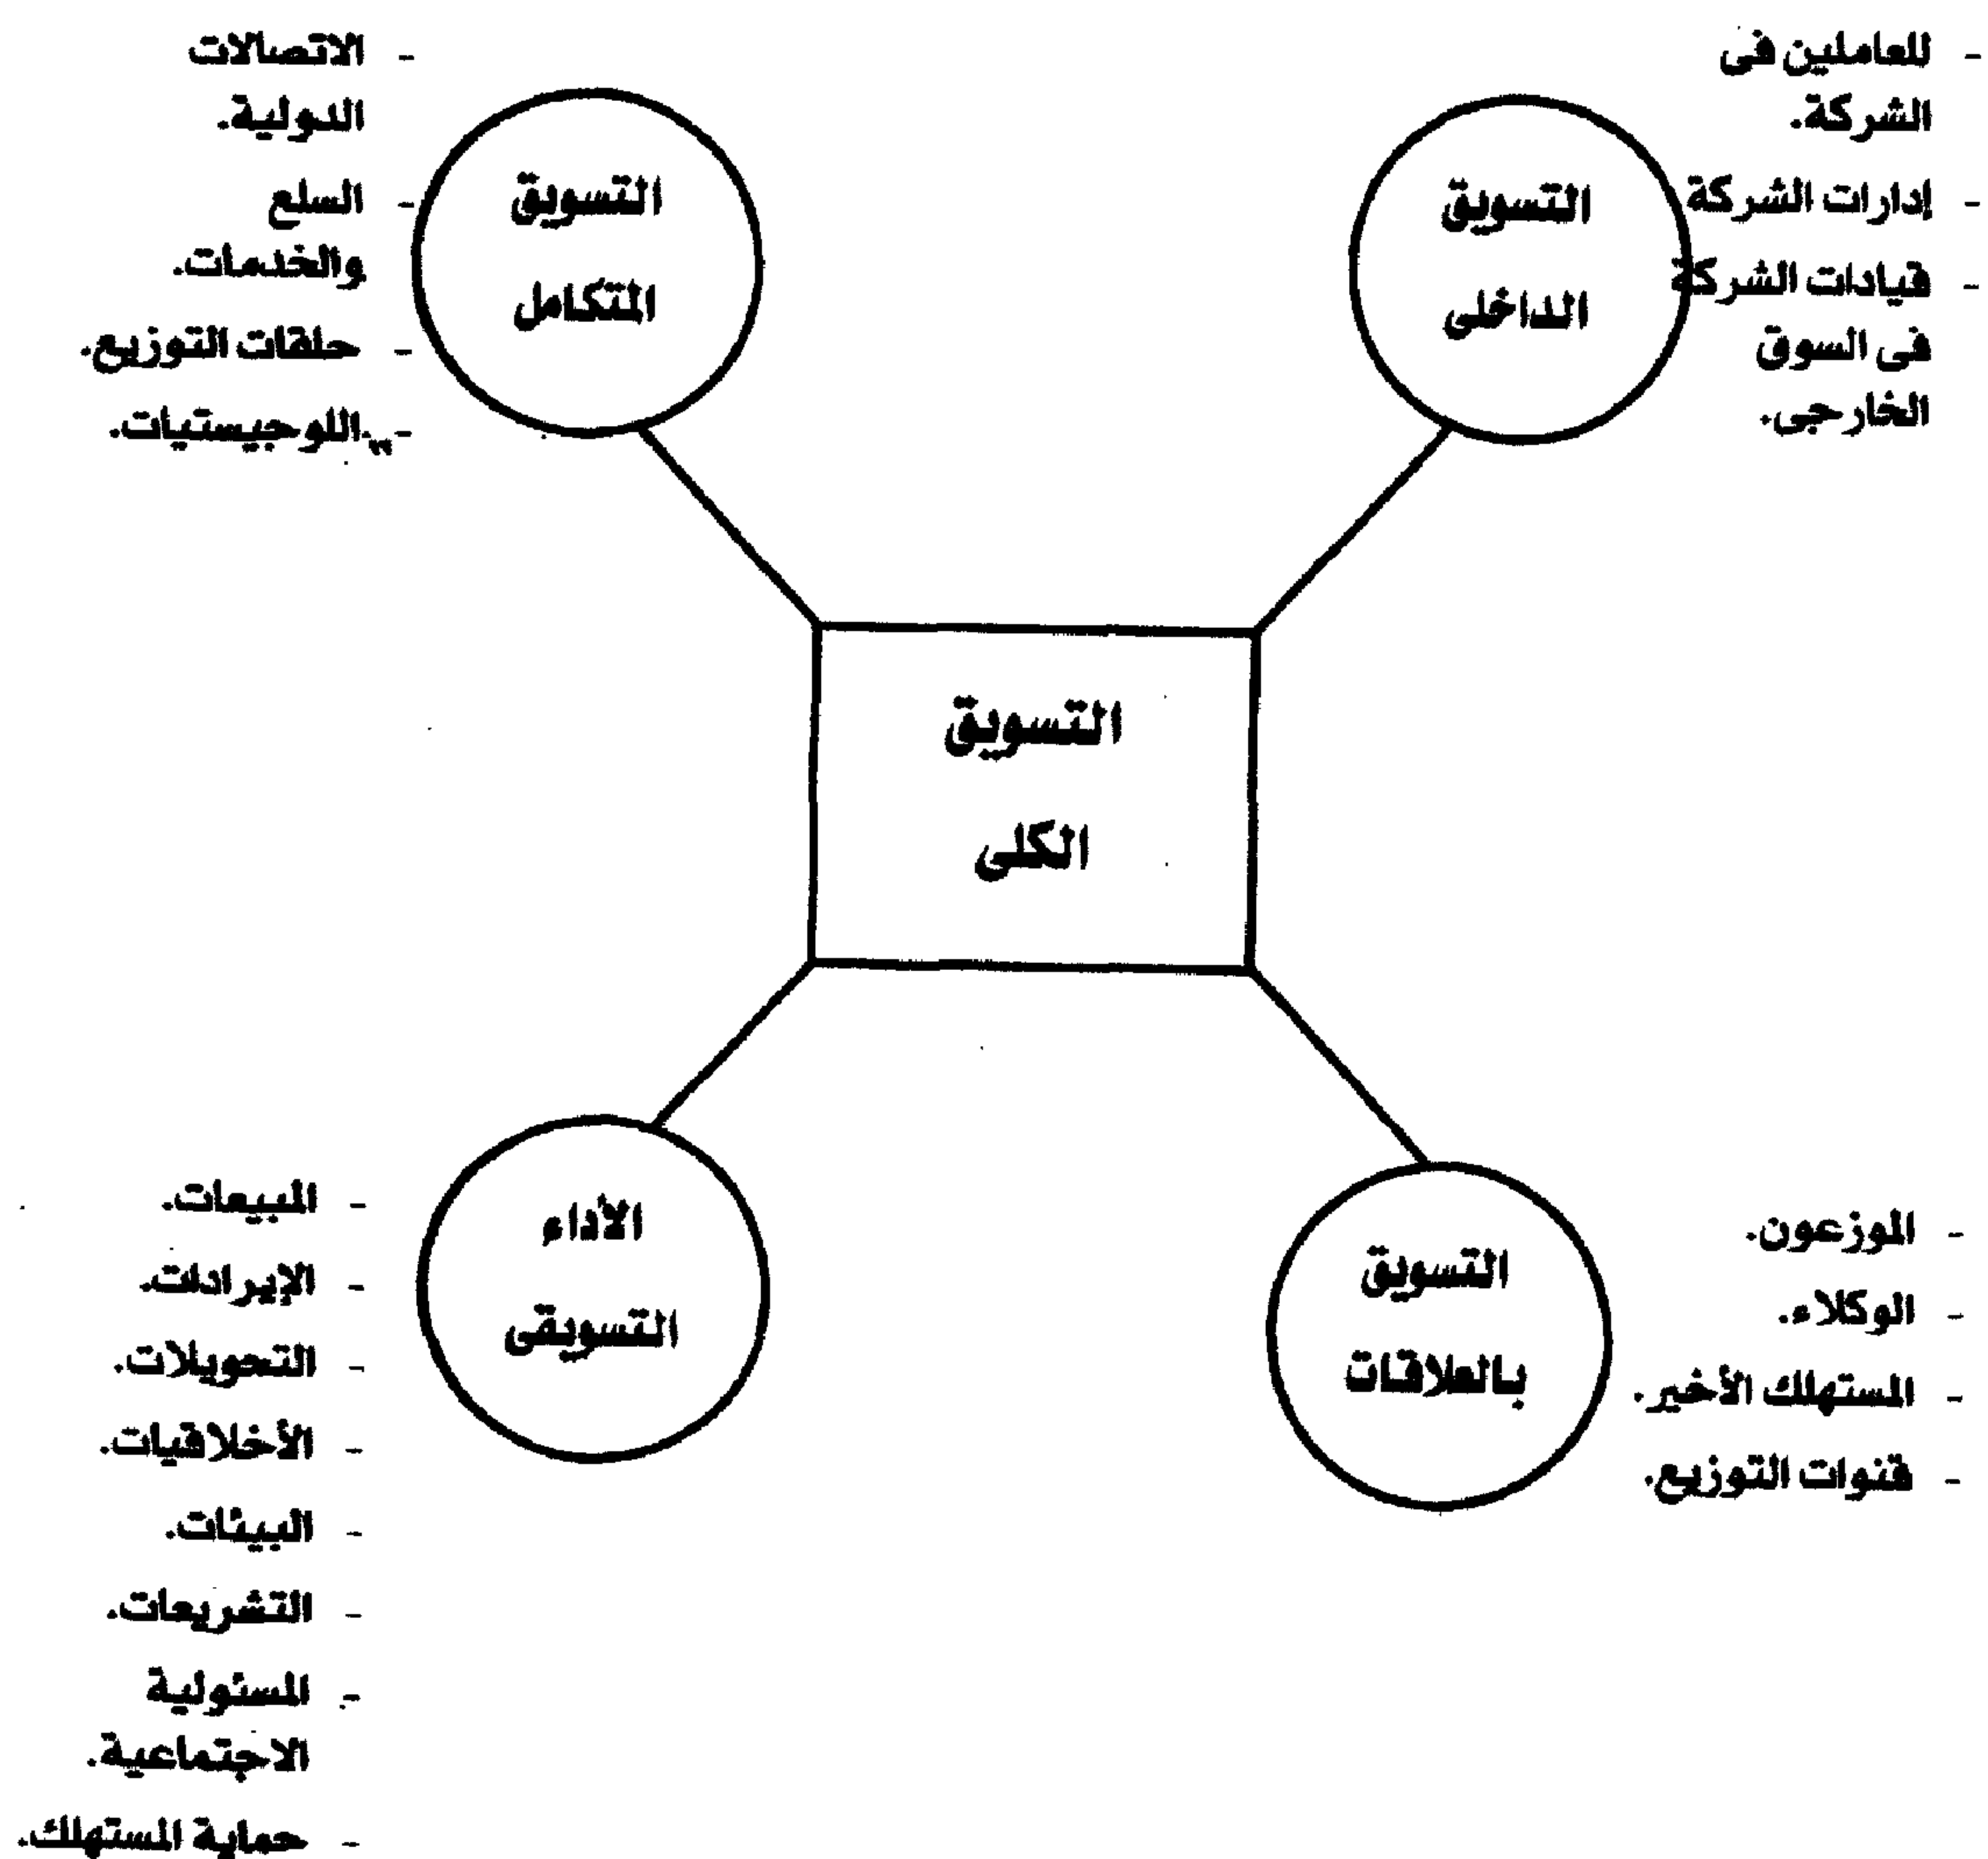 - للعاملين فى
الشركة.
- إدارات الشركة
- قيادات الشركة
فى السوق
الخارجى.
التسويق
الداخلى
التسويق
المتكامل
- الاتصالات
الدولية.
- السلع
والخدمات.
- حلقات التوزيع.
- اللوجيستيات.
التسويق
الكلى
التسويق
بالعلاقات
- الموزعون.
- الوكلاء.
- المستهلك الأخير.
- قنوات التوزيع.
الأداء
التسويقى
- المبيعات.
- الإيرادات.
- التحويلات.
- الأخلاقيات.
- البيئات.
- التشريعات.
- المسئولية
الاجتماعية.
- حماية المستهلك.